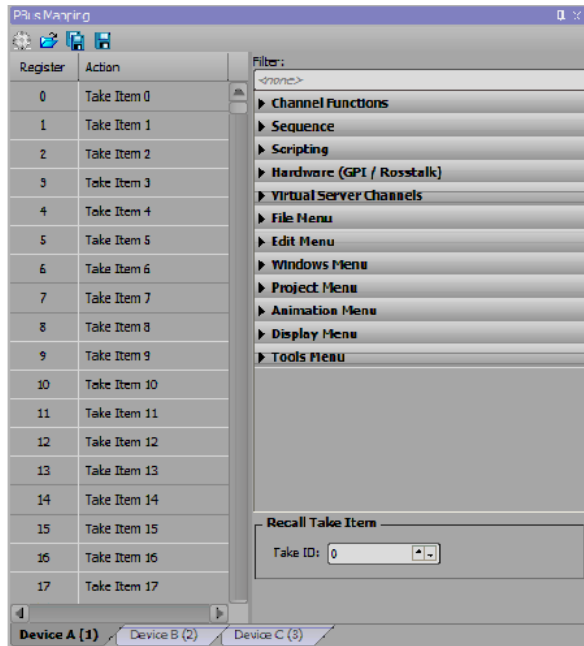 PBus Mapping
Register Action
0 Take Item 0
1 Take Item 1
2 Take Item 2
3 Take Item 3
4 Take Item 4
5 Take Item 5
6 Take Item 6
7 Take Item 7
8 Take Item 8
9 Take Item 9
10 Take Item 10
11 Take Item 11
12 Take Item 12
13 Take Item 13
14 Take Item 14
15 Take Item 15
16 Take Item 16
17 Take Item 17
Filter:
<none>
Channel Functions
Sequence
Scripting
Hardware (GPI / Rosstalk)
Virtual Server Channels
File Menu
Edit Menu
Windows Menu
Project Menu
Animation Menu
Display Menu
Tools Menu
Recall Take Item
Take ID: 0
Device A (1) Device B (2) Device C (3)